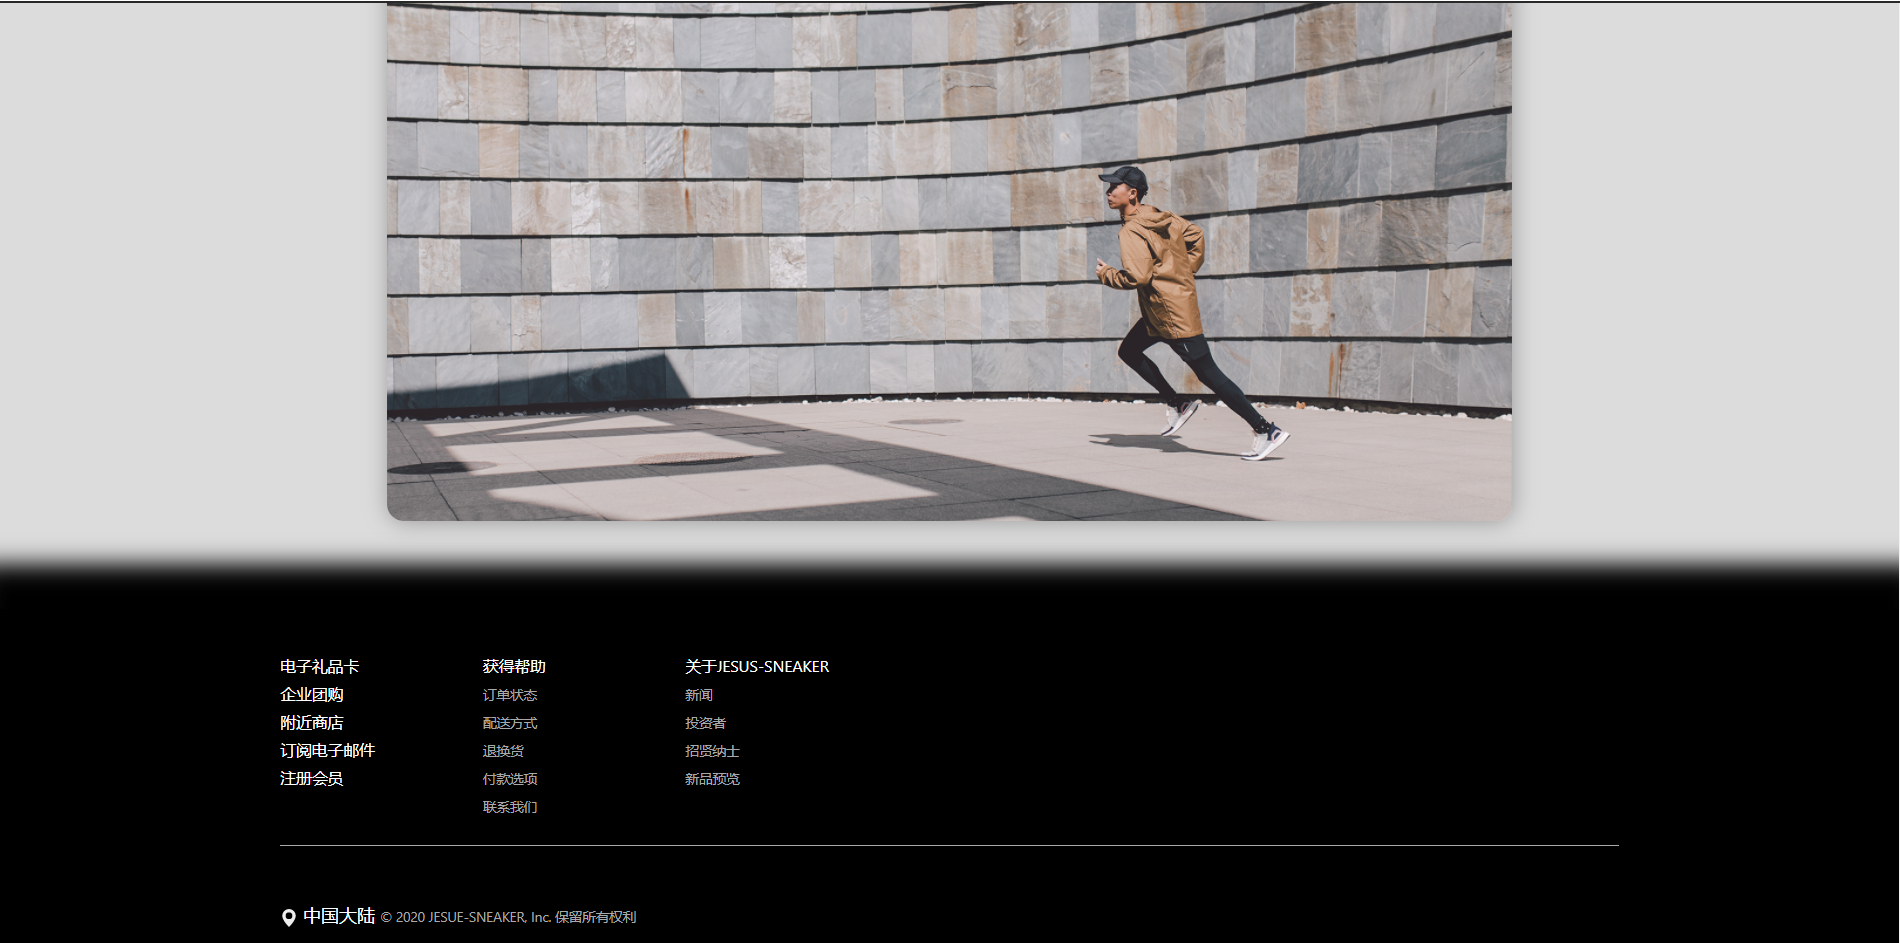 电子礼品卡
企业团购
附近商店
订阅电子邮件
注册会员
获得帮助
订单状态
配送方式
退换货
付款选项
联系我们
关于JESUS-SNEAKER
新闻
投资者
招贤纳士
新品预览
中国大陆 © 2020 JESUE-SNEAKER, Inc. 保留所有权利